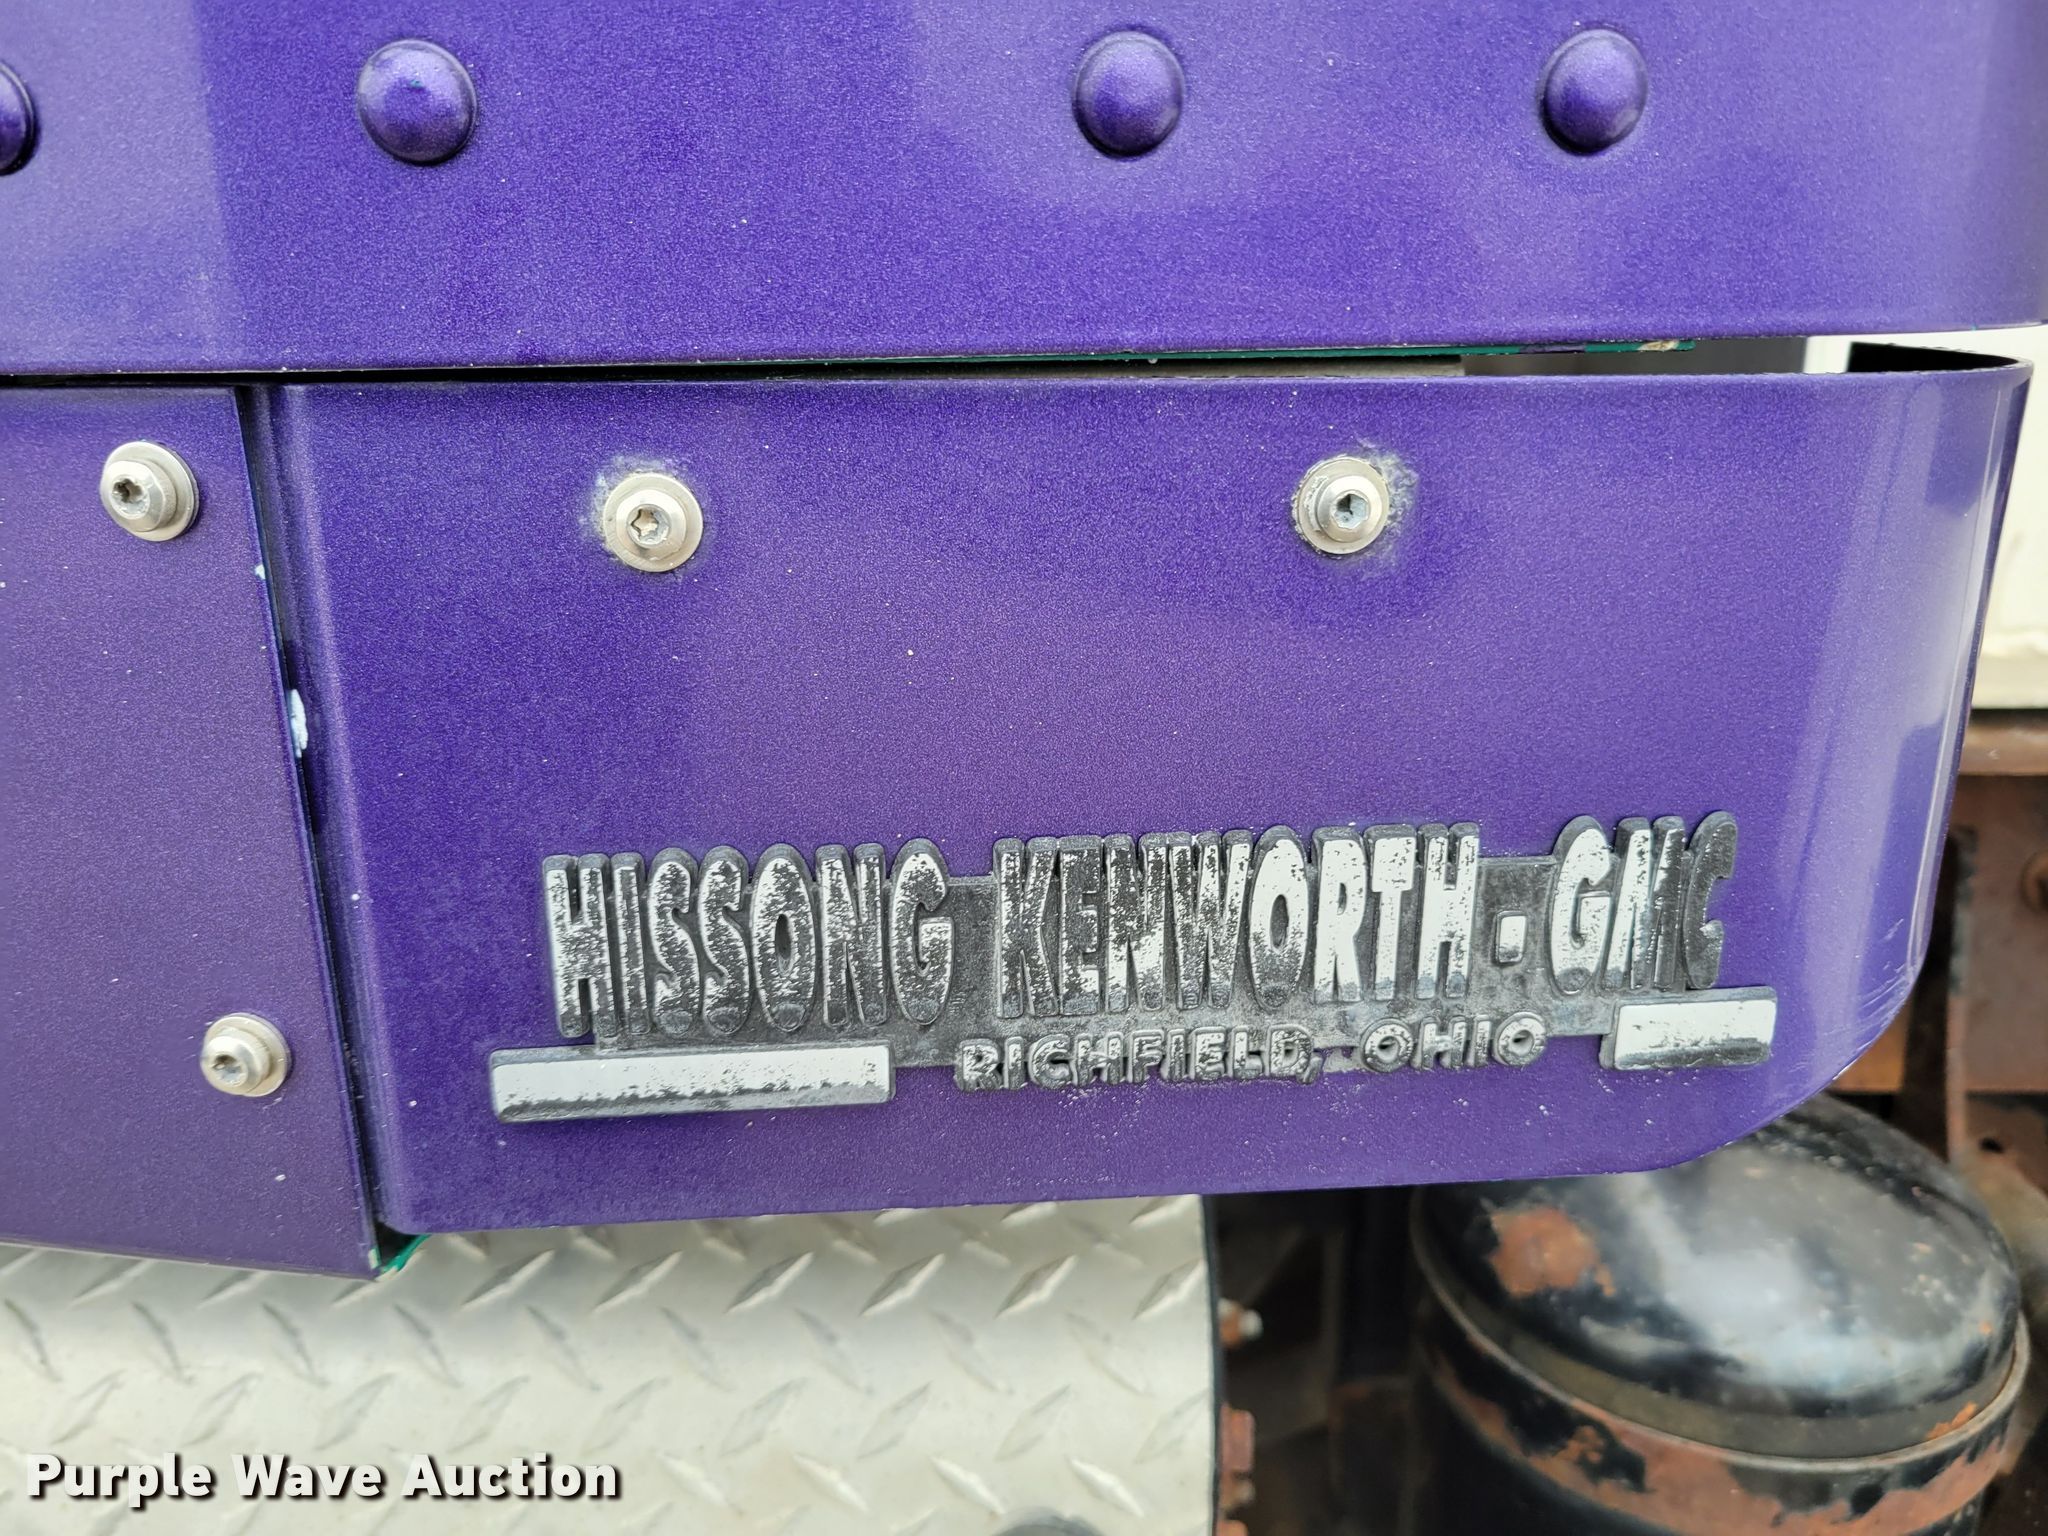 HISSONG KENWORTH · GMC
RICHFIELD, OHIO
Purple Wave Auction